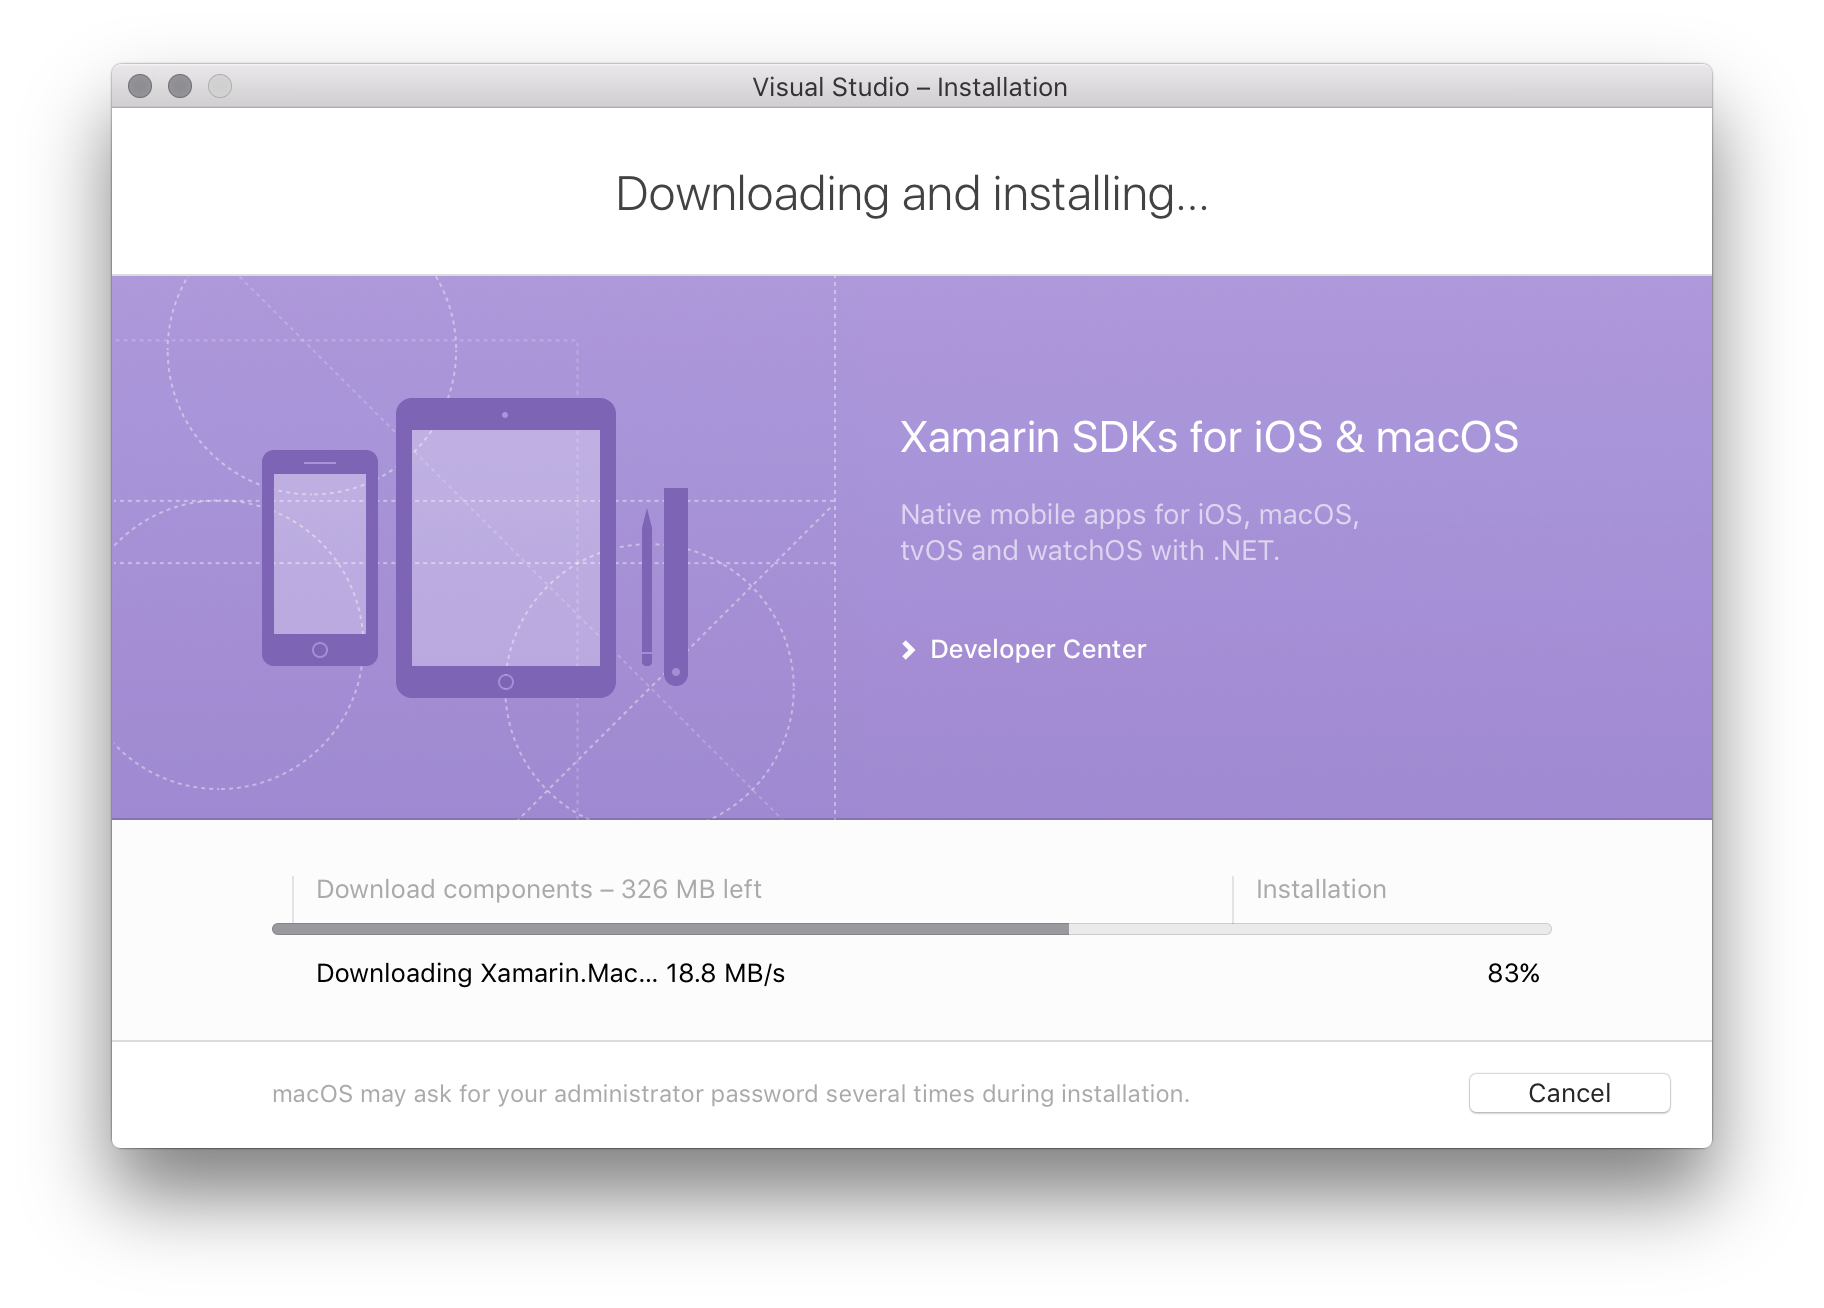 Visual Studio – Installation
Downloading and installing...
Xamarin SDKs for iOS & macOS
Native mobile apps for iOS, macOS,
tvOS and watchOS with .NET.
Developer Center
Download components – 326 MB left
Installation
Downloading Xamarin.Mac... 18.8 MB/s
83%
macOS may ask for your administrator password several times during installation.
Cancel